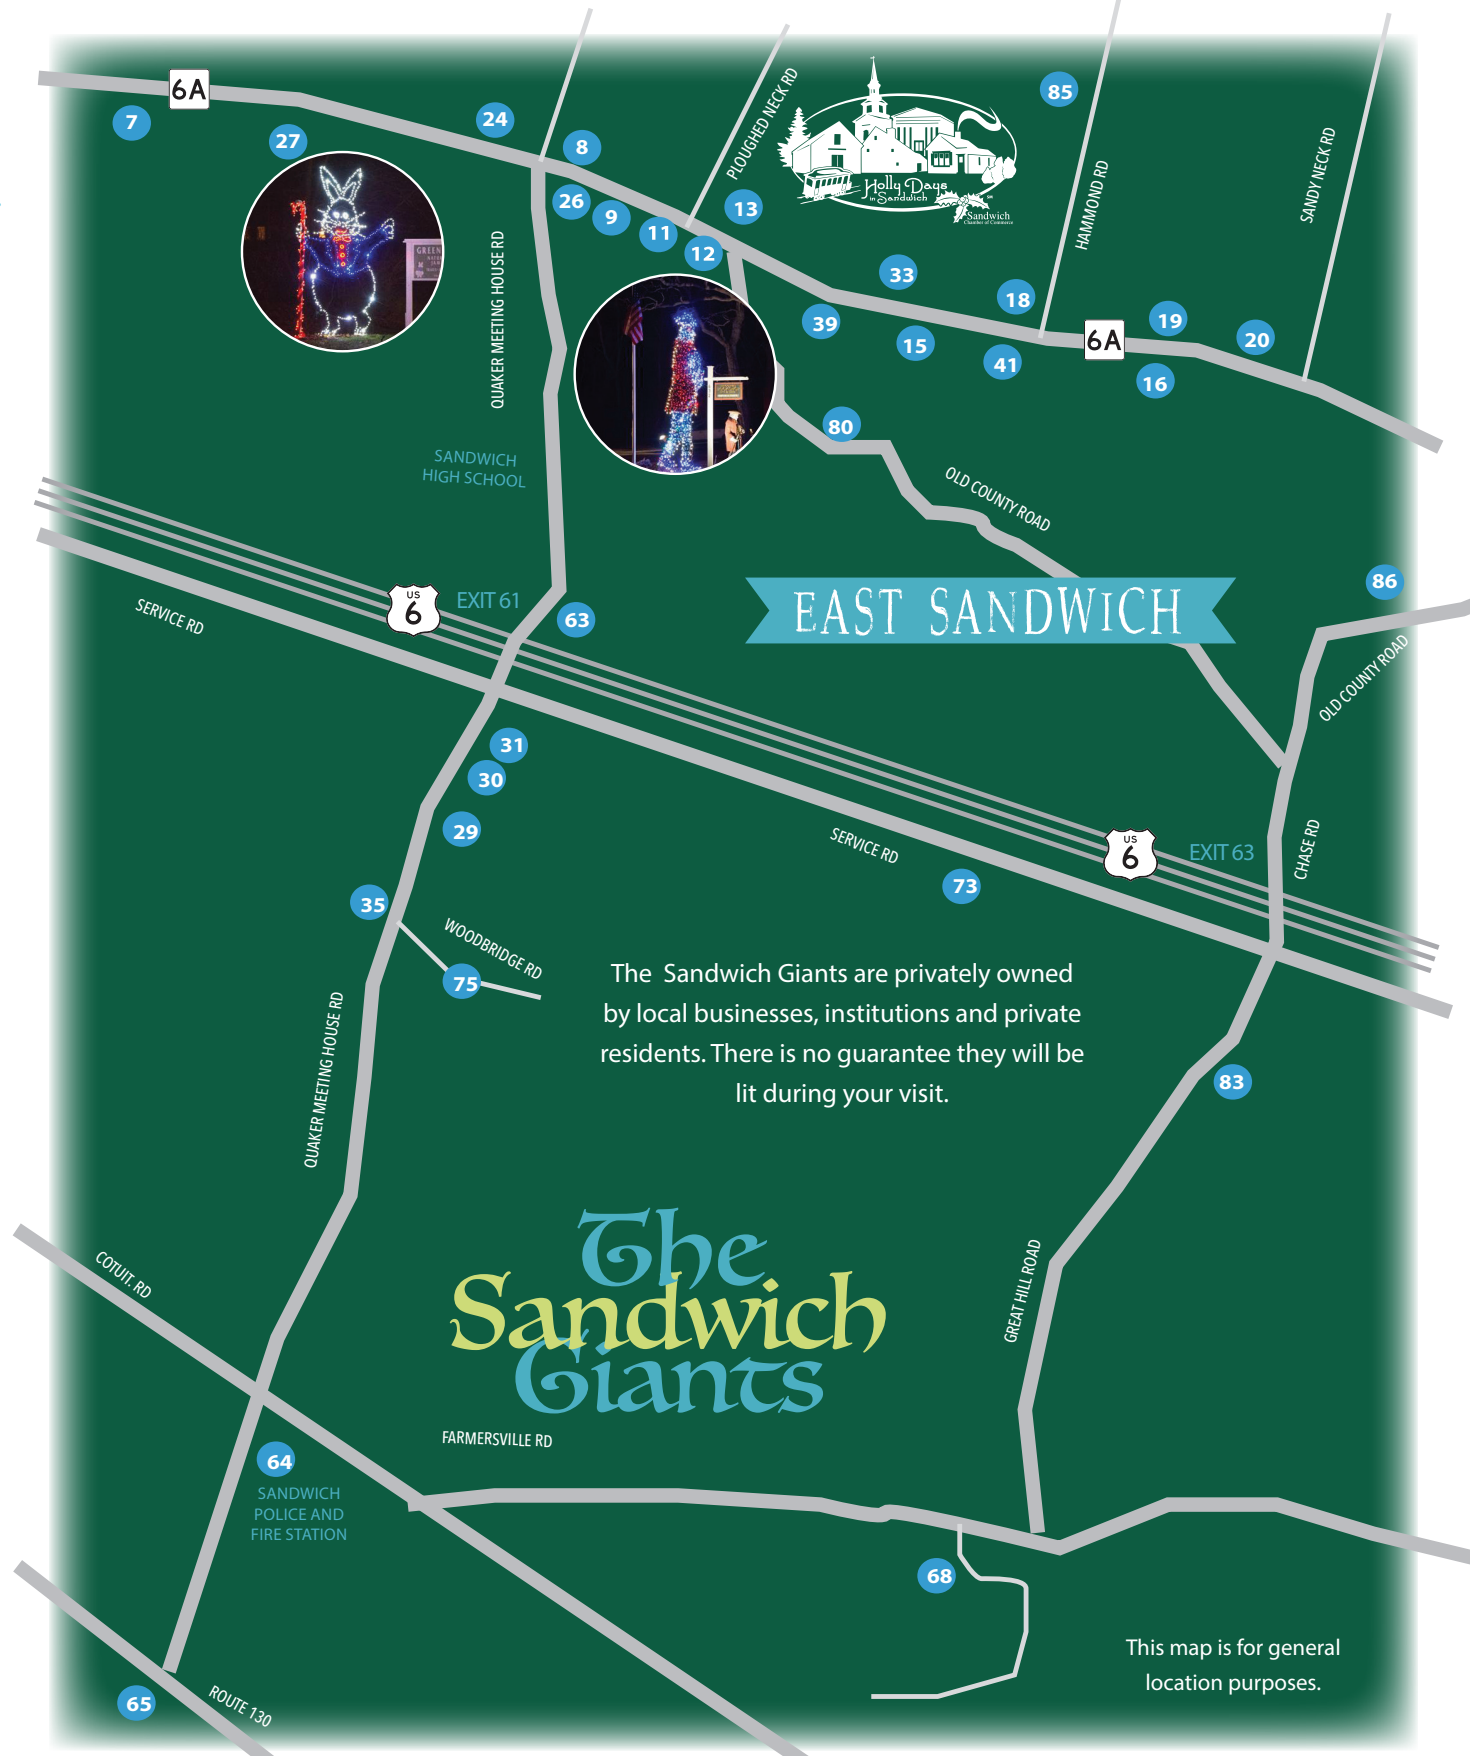 6A
7
27
24
8
26
9
11
12
13
PLOUGHED NECK RD
Holly Days
in Sandwich
Sandwich
Chamber of Commerce
85
HAMMOND RD
SANDY NECK RD
GREEN
33
18
39
15
41
6A
19
20
16
QUAKER MEETING HOUSE RD
80
SANDWICH
HIGH SCHOOL
OLD COUNTY ROAD
SERVICE RD
US
6
EXIT 61
63
EAST SANDWICH
86
OLD COUNTY ROAD
31
30
29
SERVICE RD
73
US
6
EXIT 63
CHASE RD
35
WOODBRIDGE RD
75
The Sandwich Giants are privately owned
by local businesses, institutions and private
residents. There is no guarantee they will be
lit during your visit.
QUAKER MEETING HOUSE RD
83
COTUIT. RD
The
Sandwich
Giants
GREAT HILL ROAD
FARMERSVILLE RD
64
SANDWICH
POLICE AND
FIRE STATION
68
65
ROUTE 130
This map is for general
location purposes.